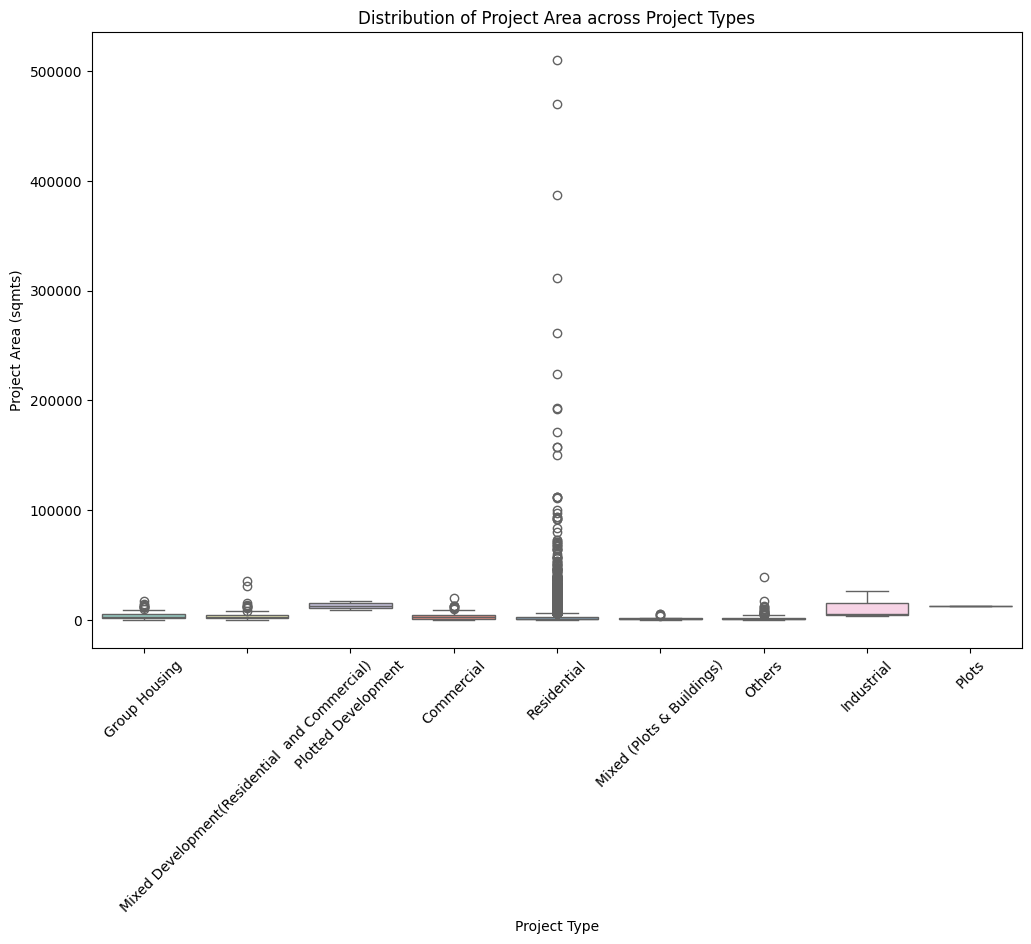 Distribution of Project Area across Project Types
Project Area (sqmts)
500000
400000
300000
200000
100000
0
Group Housing
Mixed Development(Residential  and Commercial)
Plotted Development
Commercial
Residential
Mixed (Plots & Buildings)
Others
Industrial
Plots
Project Type